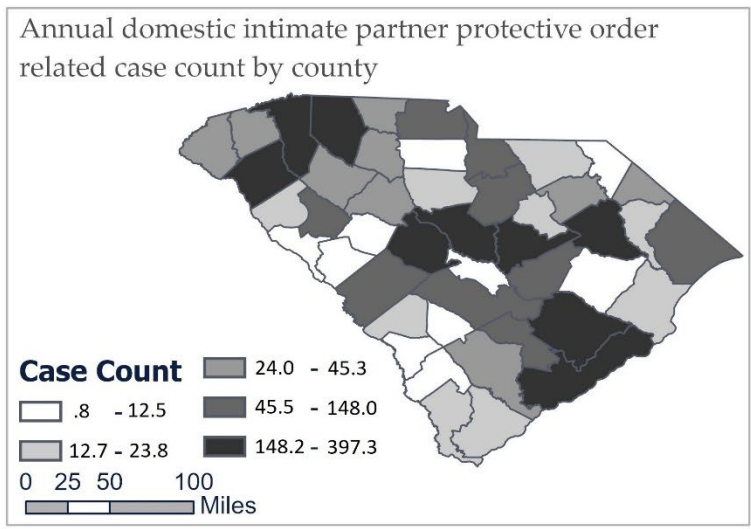 Annual domestic intimate partner protective order
related case count by county
Case Count
.8 - 12.5
12.7 - 23.8
24.0 - 45.3
45.5 - 148.0
148.2 - 397.3
0 25 50 100
Miles